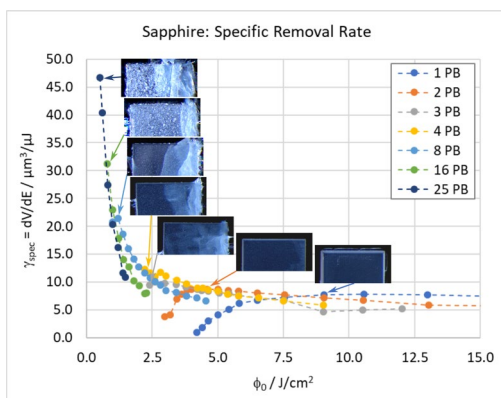 Sapphire: Specific Removal Rate
γspec = dV/dE / µm³/µJ
50.0
45.0
40.0
35.0
30.0
25.0
20.0
15.0
10.0
5.0
0.0
1 PB
2 PB
3 PB
4 PB
8 PB
16 PB
25 PB
0.0 2.5 5.0 7.5 10.0 12.5 15.0
ϕ0 / J/cm²